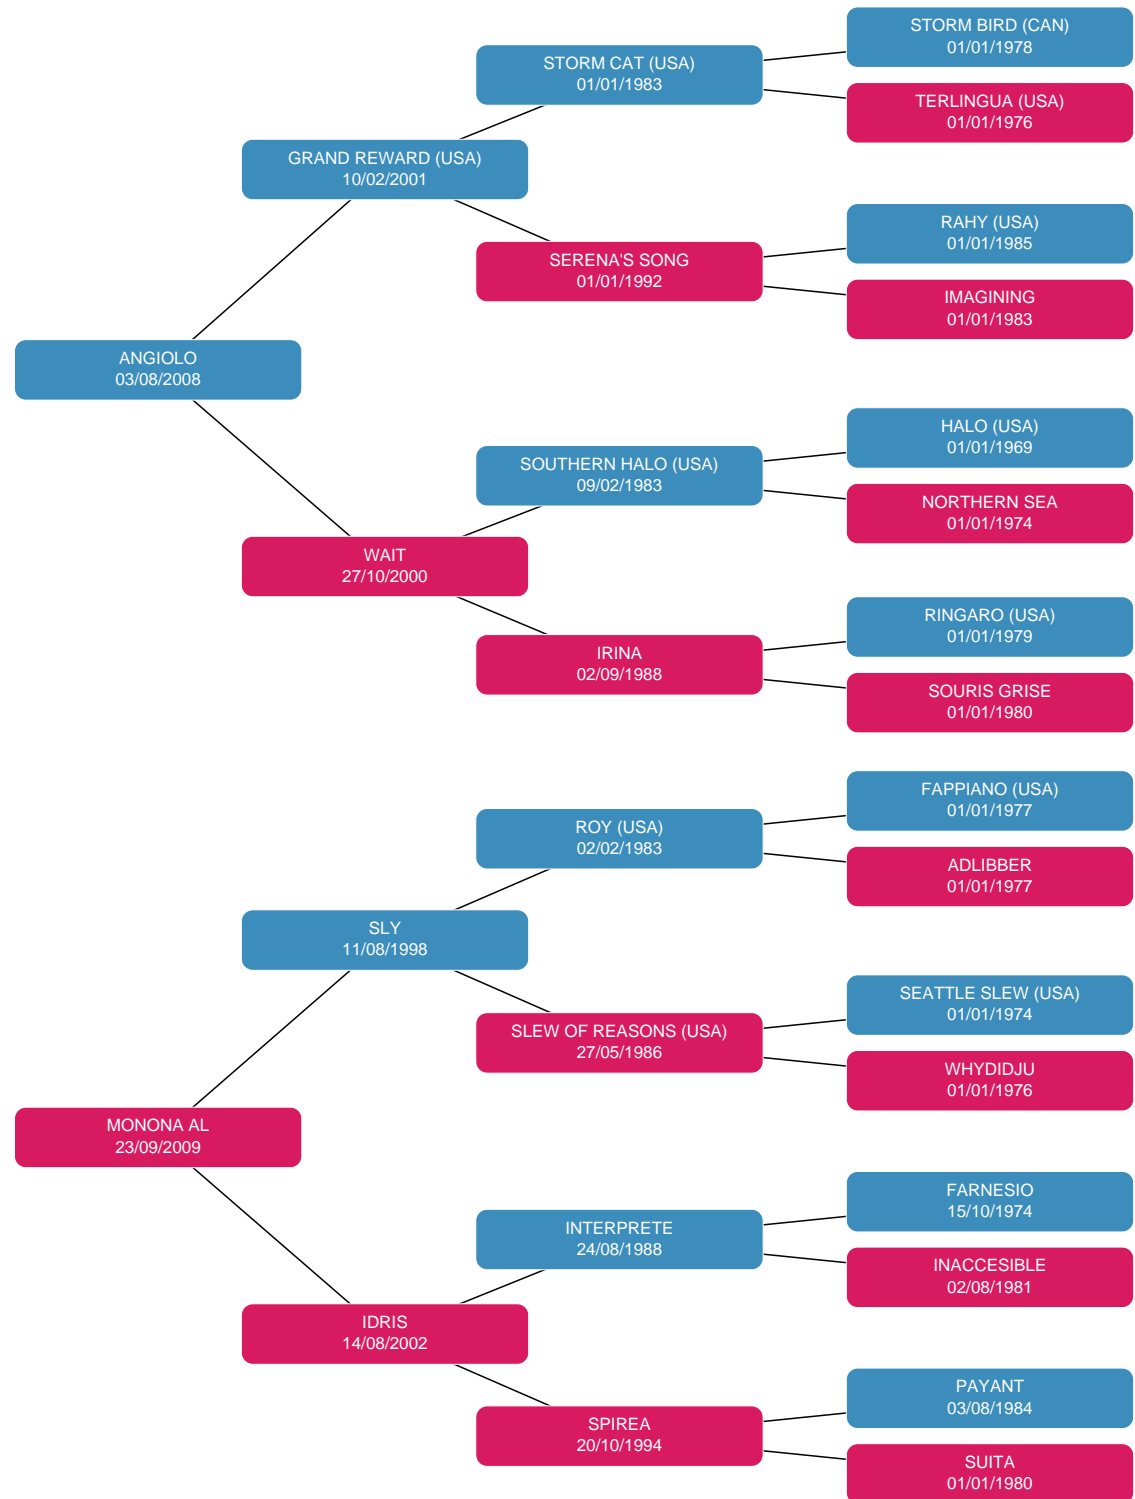 STORM BIRD (CAN)
01/01/1978
STORM CAT (USA)
01/01/1983
TERLINGUA (USA)
01/01/1976
GRAND REWARD (USA)
10/02/2001
RAHY (USA)
01/01/1985
SERENA'S SONG
01/01/1992
IMAGINING
01/01/1983
ANGIOLO
03/08/2008
HALO (USA)
01/01/1969
SOUTHERN HALO (USA)
09/02/1983
NORTHERN SEA
01/01/1974
WAIT
27/10/2000
RINGARO (USA)
01/01/1979
IRINA
02/09/1988
SOURIS GRISE
01/01/1980
FAPPIANO (USA)
01/01/1977
ROY (USA)
02/02/1983
ADLIBBER
01/01/1977
SLY
11/08/1998
SEATTLE SLEW (USA)
01/01/1974
SLEW OF REASONS (USA)
27/05/1986
WHYDIDJU
01/01/1976
MONONA AL
23/09/2009
FARNESIO
15/10/1974
INTERPRETE
24/08/1988
INACCESIBLE
02/08/1981
IDRIS
14/08/2002
PAYANT
03/08/1984
SPIREA
20/10/1994
SUITA
01/01/1980